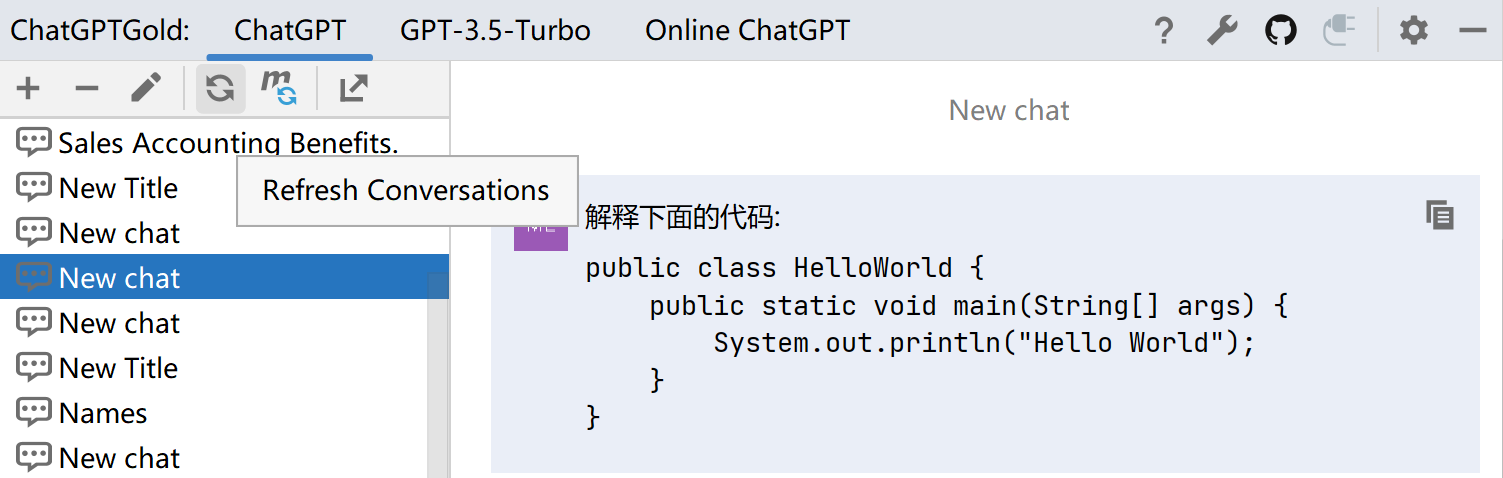 ChatGPTGold: ChatGPT GPT-3.5-Turbo Online ChatGPT
Sales Accounting Benefits.
New Title
New chat
New chat
New chat
New Title
Names
New chat
Refresh Conversations
New chat
解释下面的代码:
public class HelloWorld {
    public static void main(String[] args) {
        System.out.println("Hello World");
    }
}